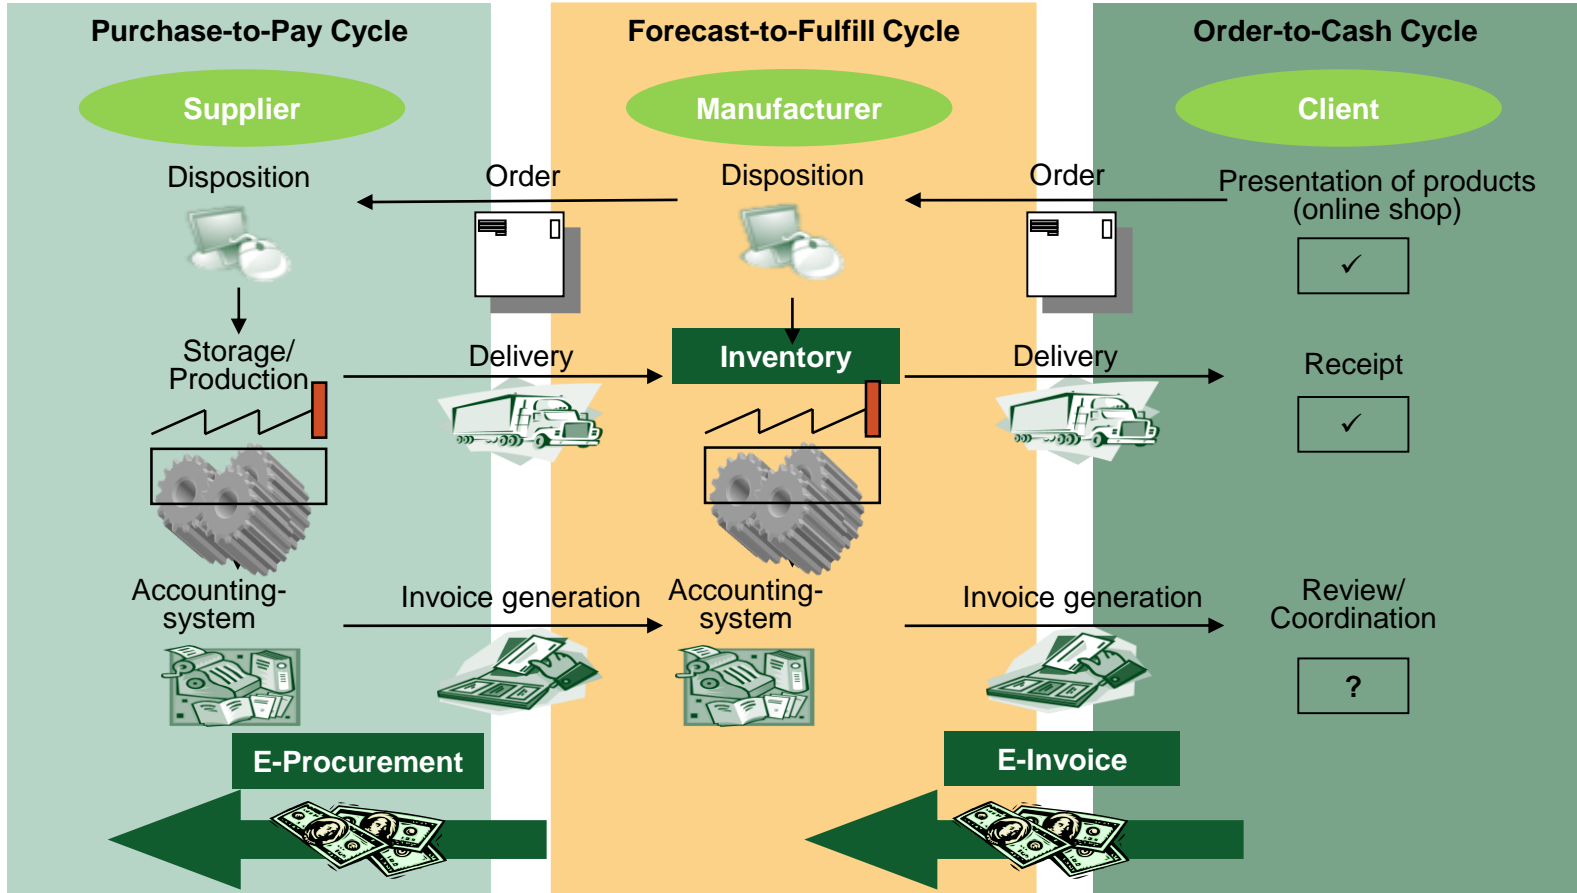 Purchase-to-Pay Cycle
Forecast-to-Fulfill Cycle
Order-to-Cash Cycle
Supplier
Manufacturer
Client
Disposition
Order
Disposition
Order
Presentation of products
(online shop)
✓
Storage/
Production
Delivery
Inventory
Delivery
Receipt
✓
Accounting-
system
Invoice generation
Accounting-
system
Invoice generation
Review/
Coordination
?
E-Procurement
E-Invoice